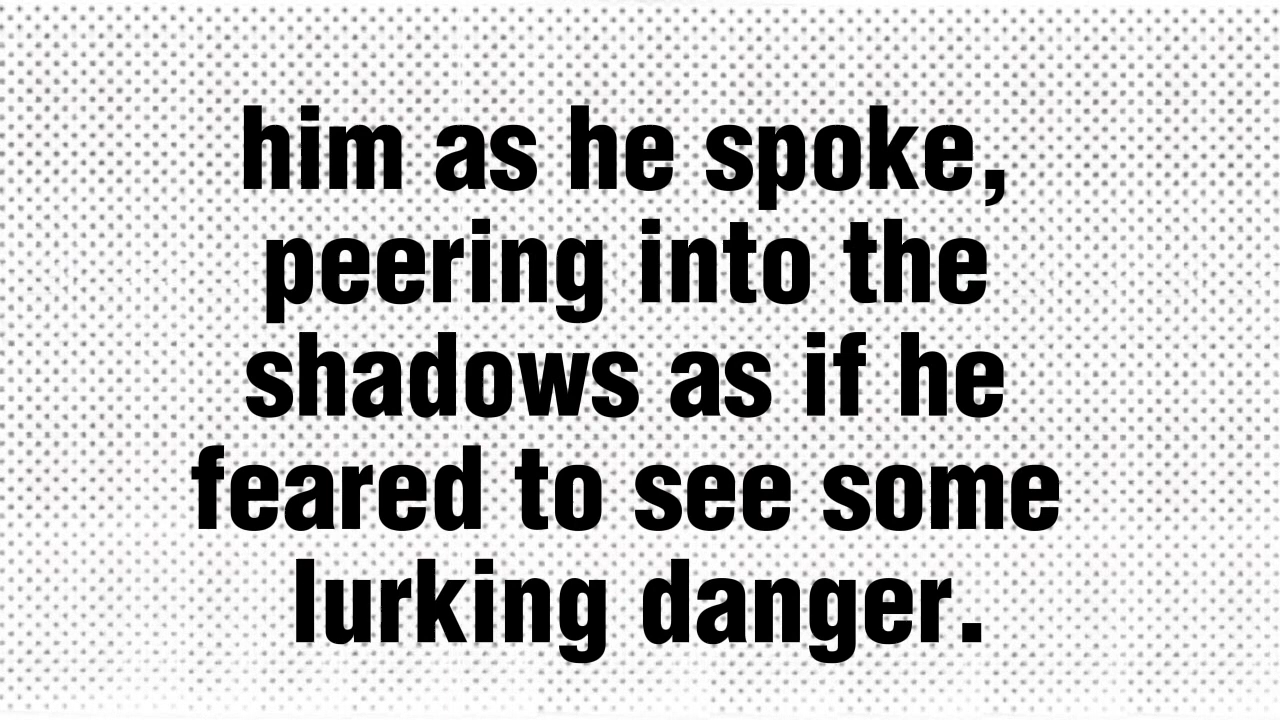 him as he spoke,
peering into the
shadows as if he
feared to see some
lurking danger.